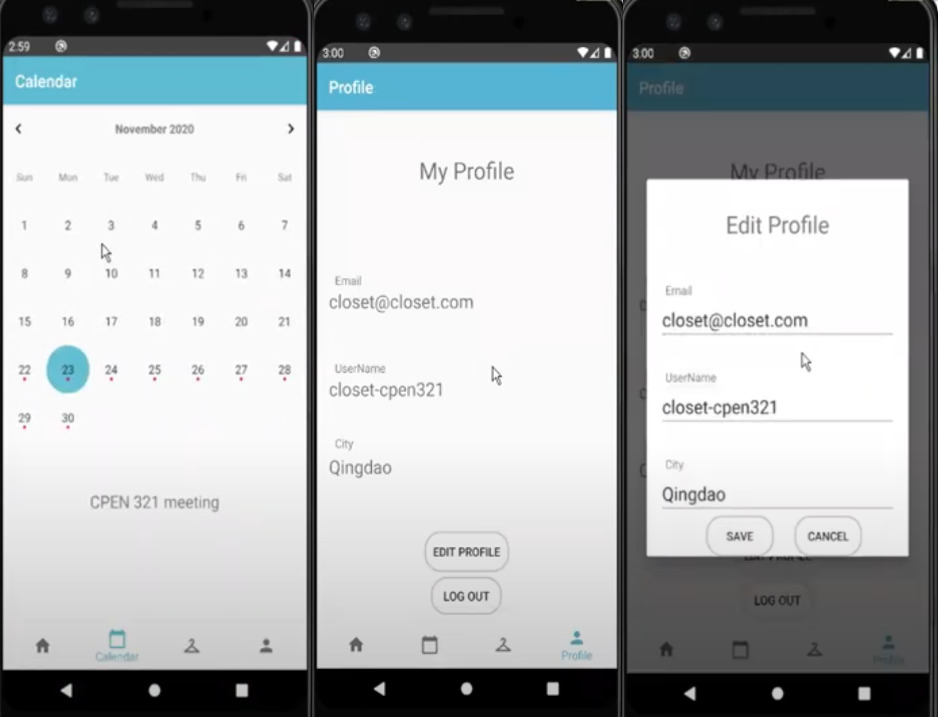 2:59
Calendar
November 2020
Sun Mon Tue Wed Thu Fri Sat
1 2 3 4 5 6 7
8 9 10 11 12 13 14
15 16 17 18 19 20 21
22 23 24 25 26 27 28
29 30
CPEN 321 meeting
Calendar
3:00
Profile
My Profile
Email
closet@closet.com
UserName
closet-cpen321
City
Qingdao
EDIT PROFILE
LOG OUT
Profile
3:00
Profile
My Profile
Edit Profile
Email
closet@closet.com
UserName
closet-cpen321
City
Qingdao
SAVE CANCEL
EDIT PROFILE
LOG OUT
Profile